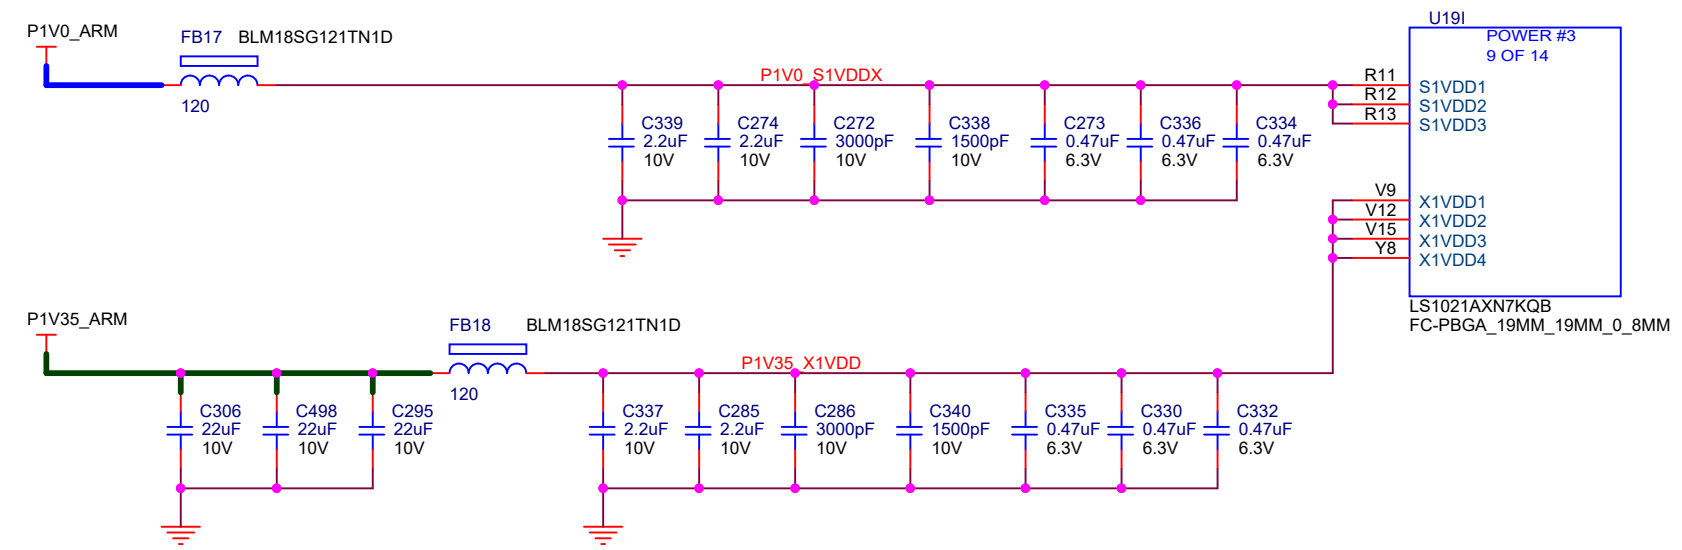 U19I
P1V0_ARM
FB17 BLM18SG121TN1D
120
P1V0_S1VDDX
POWER #3
9 OF 14
R11 S1VDD1
R12 S1VDD2
R13 S1VDD3
C339
2.2uF
10V
C274
2.2uF
10V
C272
3000pF
10V
C338
1500pF
10V
C273
0.47uF
6.3V
C336
0.47uF
6.3V
C334
0.47uF
6.3V
V9 X1VDD1
V12 X1VDD2
V15 X1VDD3
Y8 X1VDD4
LS1021AXN7KQB
FC-PBGA_19MM_19MM_0_8MM
P1V35_ARM
FB18 BLM18SG121TN1D
120
P1V35_X1VDD
C306
22uF
10V
C498
22uF
10V
C295
22uF
10V
C337
2.2uF
10V
C285
2.2uF
10V
C286
3000pF
10V
C340
1500pF
10V
C335
0.47uF
6.3V
C330
0.47uF
6.3V
C332
0.47uF
6.3V